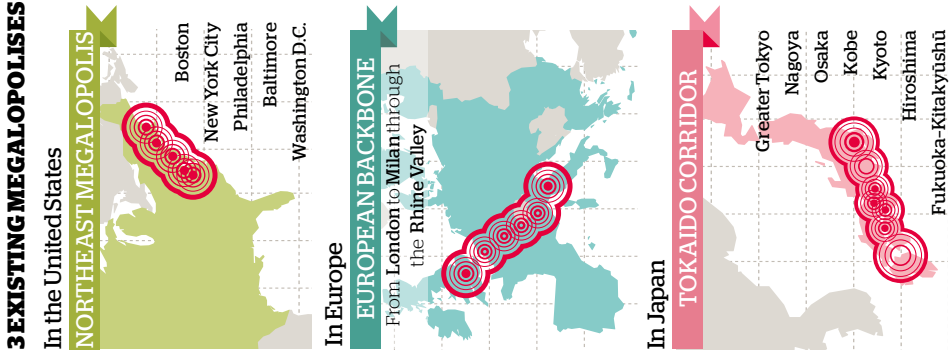 3 EXISTING MEGALOPOLISES
In the United States
NORTHEAST MEGALOPOLIS
Boston
New York City
Philadelphia
Baltimore
Washington D.C.
In Europe
EUROPEAN BACKBONE
From London to Milan through
the Rhine Valley
In Japan
TOKAIDO CORRIDOR
Greater Tokyo
Nagoya
Osaka
Kobe
Kyoto
Hiroshima
Fukuoka-Kitakyushū